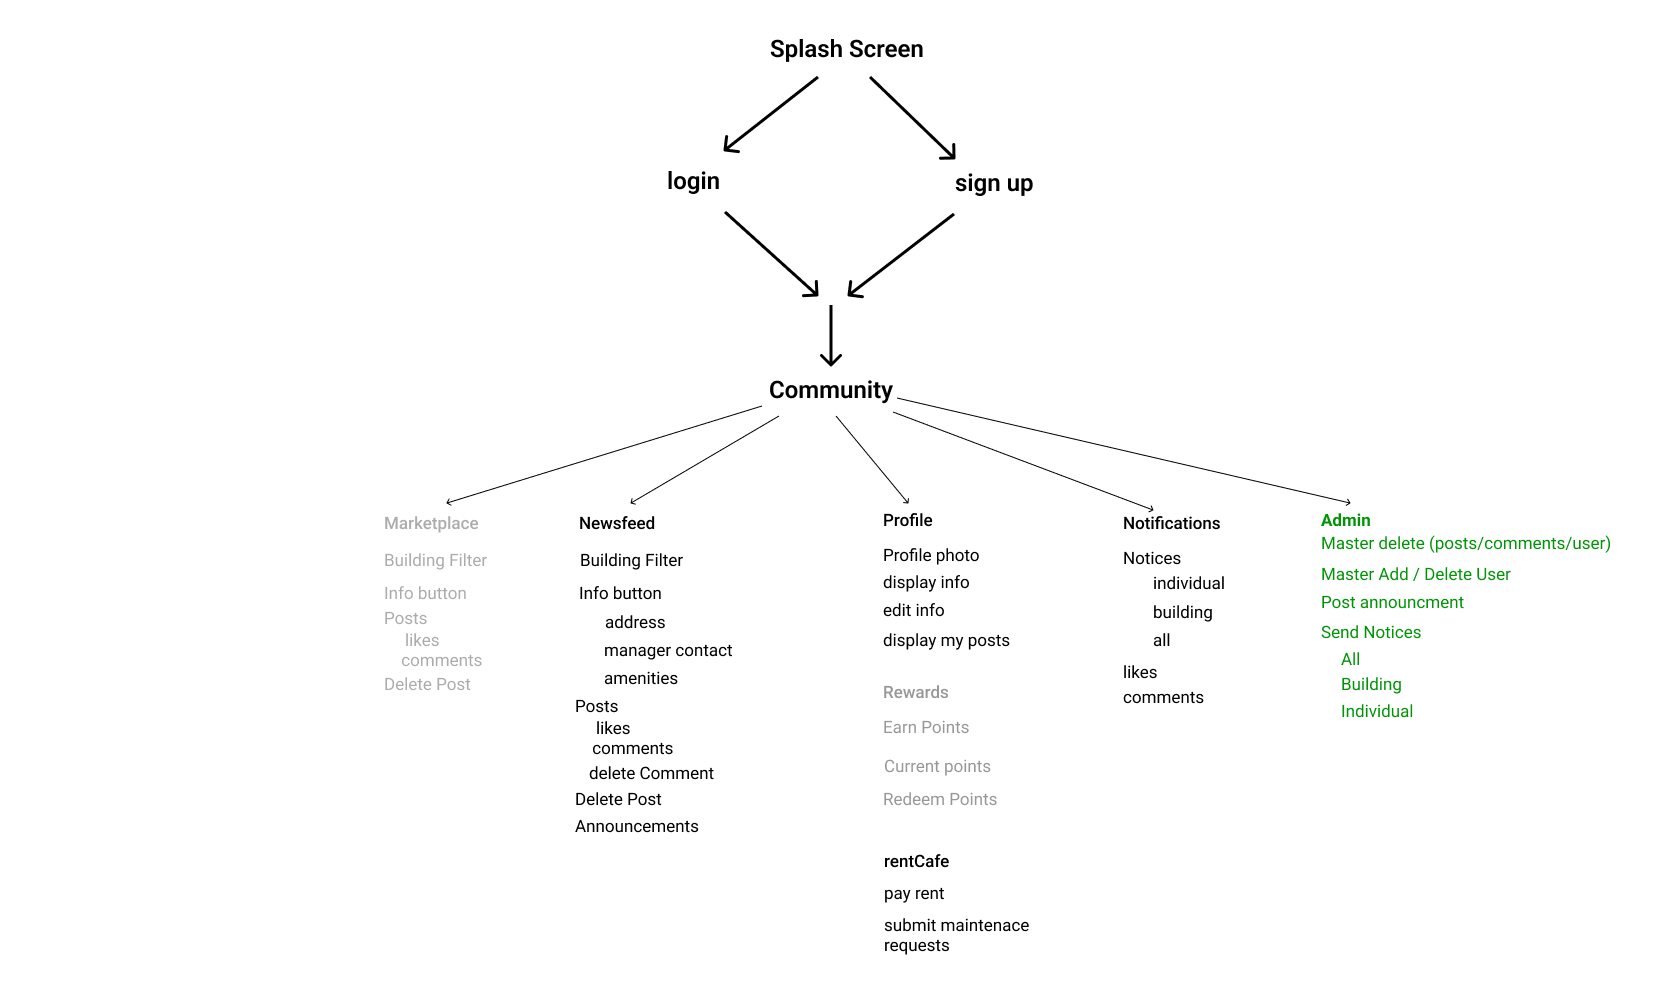 Splash Screen
login
sign up
Community
Marketplace
Building Filter
Info button
Posts
likes
comments
Delete Post
Newsfeed
Building Filter
Info button
address
manager contact
amenities
Posts
likes
comments
delete Comment
Delete Post
Announcements
Profile
Profile photo
display info
edit info
display my posts
Rewards
Earn Points
Current points
Redeem Points
rentCafe
pay rent
submit maintenace
requests
Notifications
Notices
individual
building
all
likes
comments
Admin
Master delete (posts/comments/user)
Master Add / Delete User
Post announcment
Send Notices
All
Building
Individual